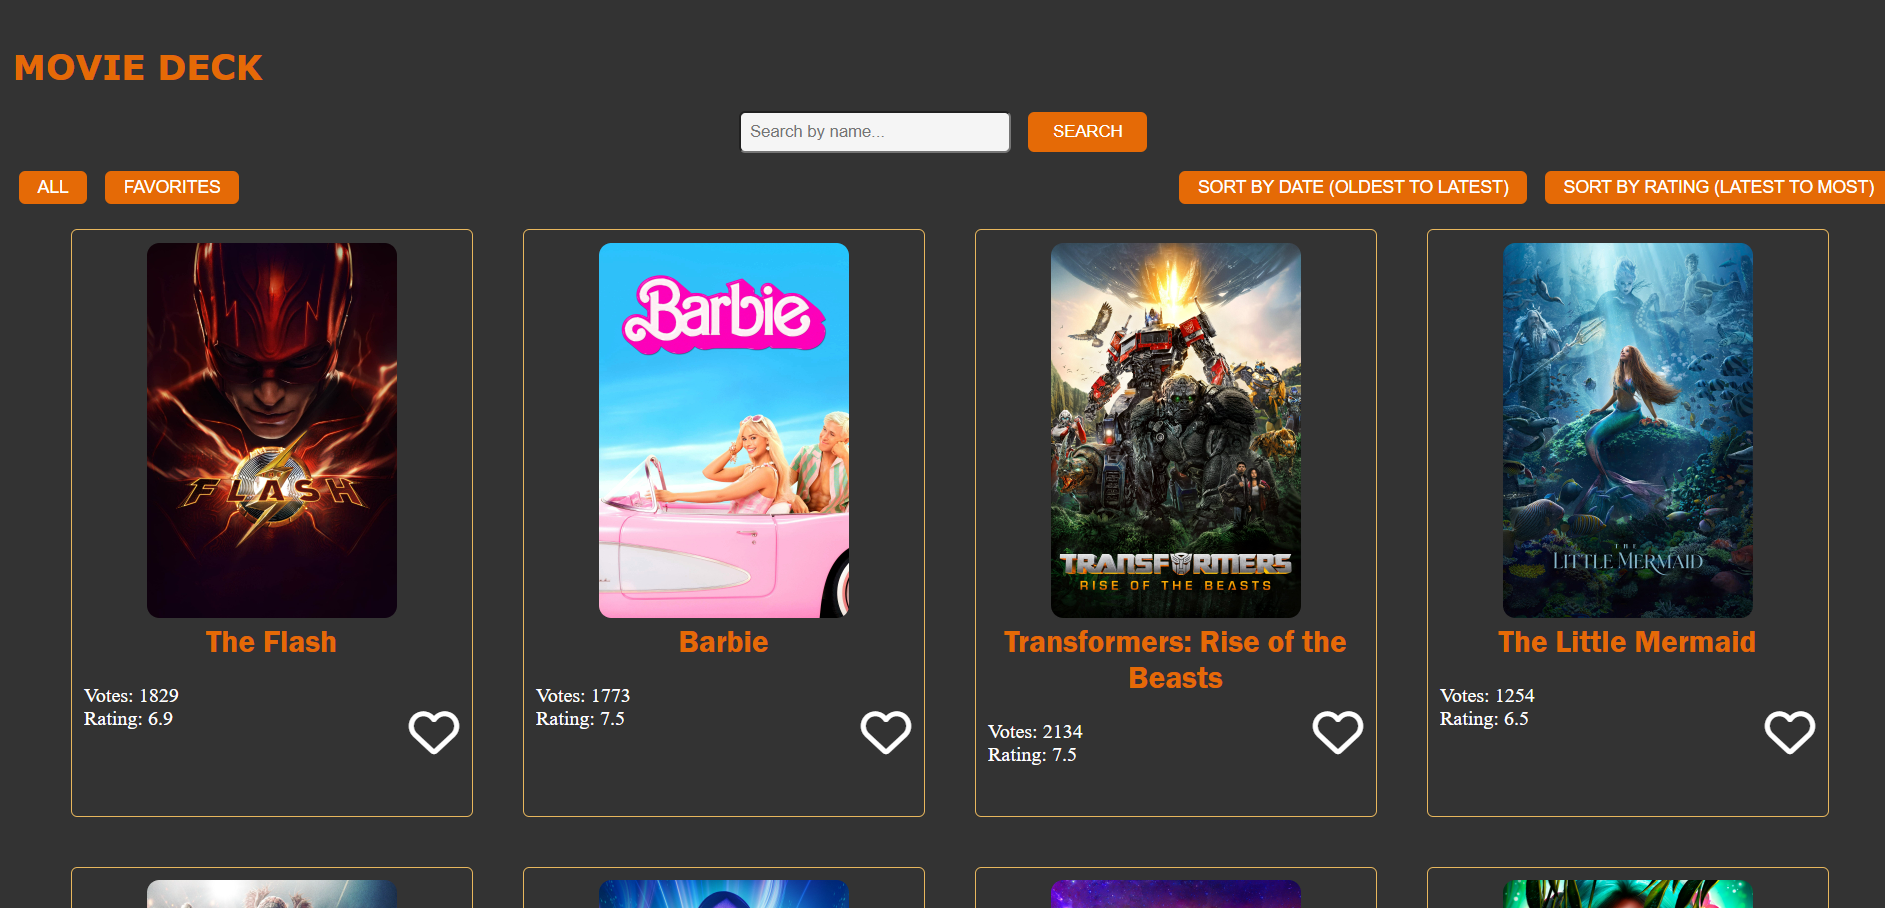 MOVIE DECK
Search by name...
SEARCH
ALL
FAVORITES
SORT BY DATE (OLDEST TO LATEST)
SORT BY RATING (LATEST TO MOST)
FLASH
Barbie
TRANSFORMERS
RISE OF THE BEASTS
THE
LITTLE MERMAID
The Flash
Votes: 1829
Rating: 6.9
Barbie
Votes: 1773
Rating: 7.5
Transformers: Rise of the
Beasts
Votes: 2134
Rating: 7.5
The Little Mermaid
Votes: 1254
Rating: 6.5